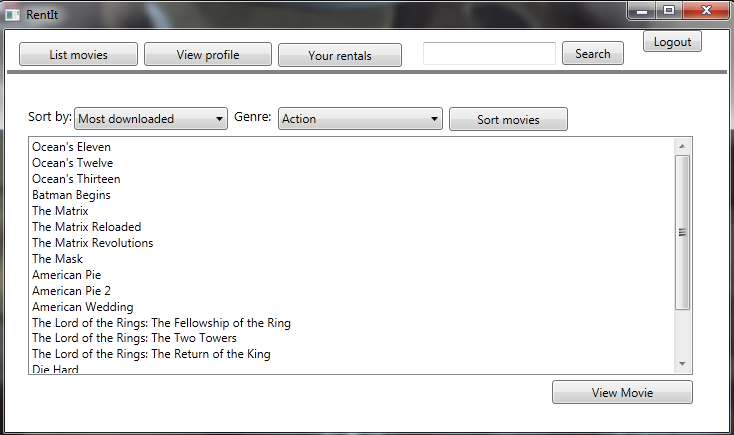 RentIt
List movies View profile Your rentals Search Logout
Sort by: Most downloaded Genre: Action Sort movies
Ocean's Eleven
Ocean's Twelve
Ocean's Thirteen
Batman Begins
The Matrix
The Matrix Reloaded
The Matrix Revolutions
The Mask
American Pie
American Pie 2
American Wedding
The Lord of the Rings: The Fellowship of the Ring
The Lord of the Rings: The Two Towers
The Lord of the Rings: The Return of the King
Die Hard
View Movie